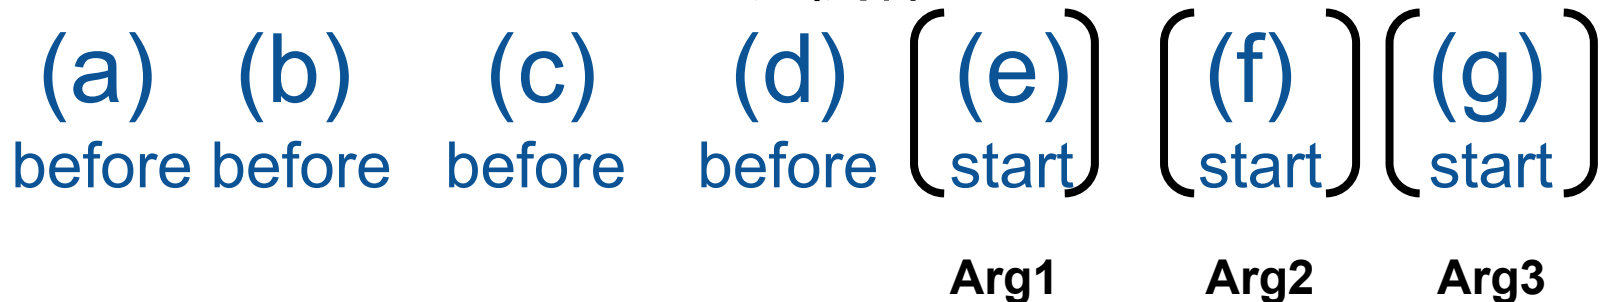 (a) (b) (c) (d) (e) (f) (g)
before before before before start start start
Arg1 Arg2 Arg3